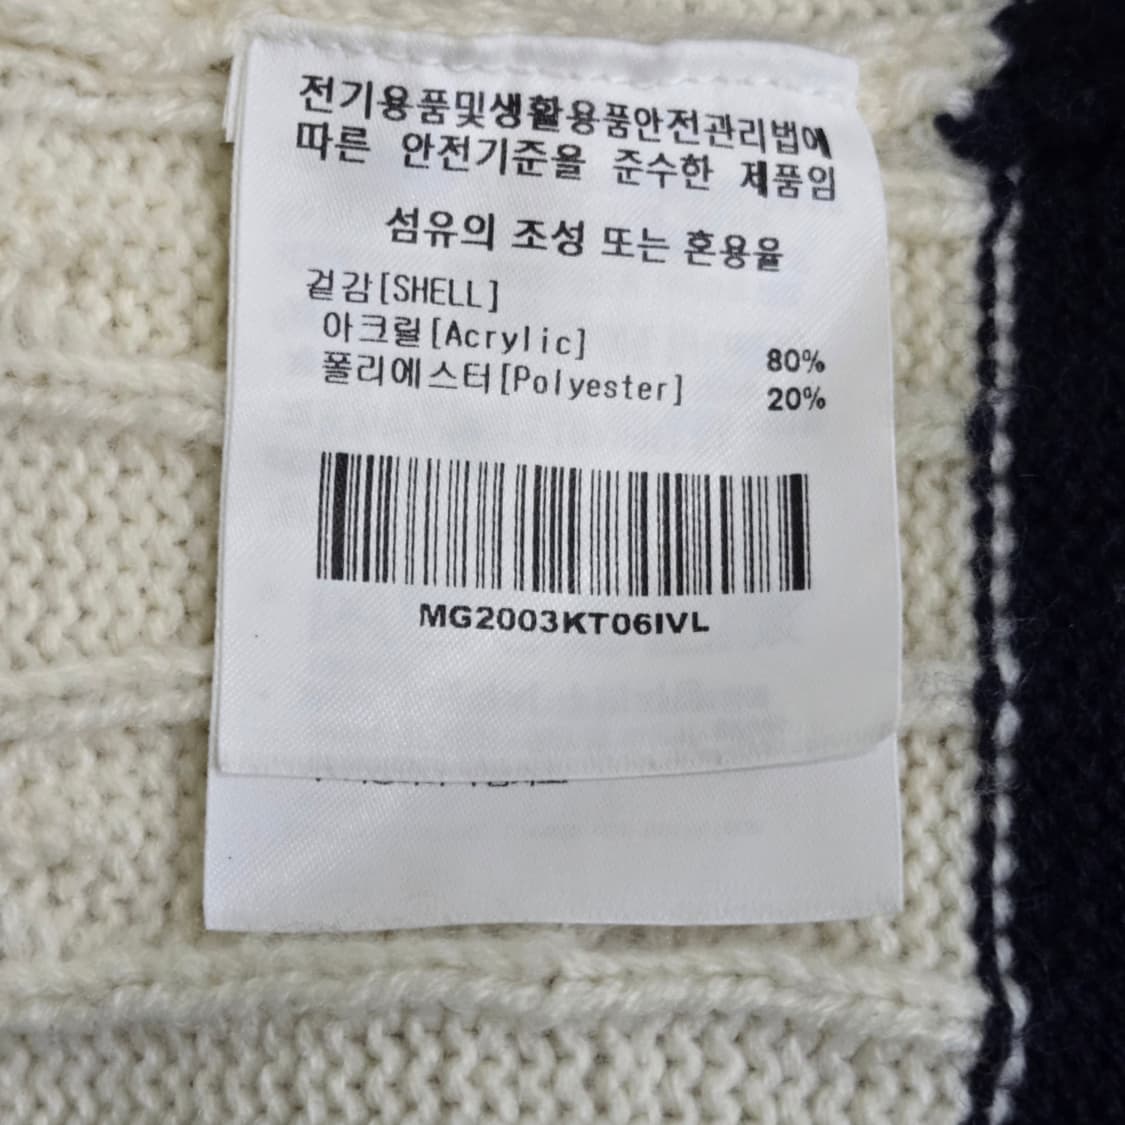 전기용품및생활용품안전관리법에
따른 안전기준을 준수한 제품임
섬유의 조성 또는 혼용율
겉감[SHELL]
아크릴[Acrylic] 80%
폴리에스터[Polyester] 20%
MG2003KT06IVL